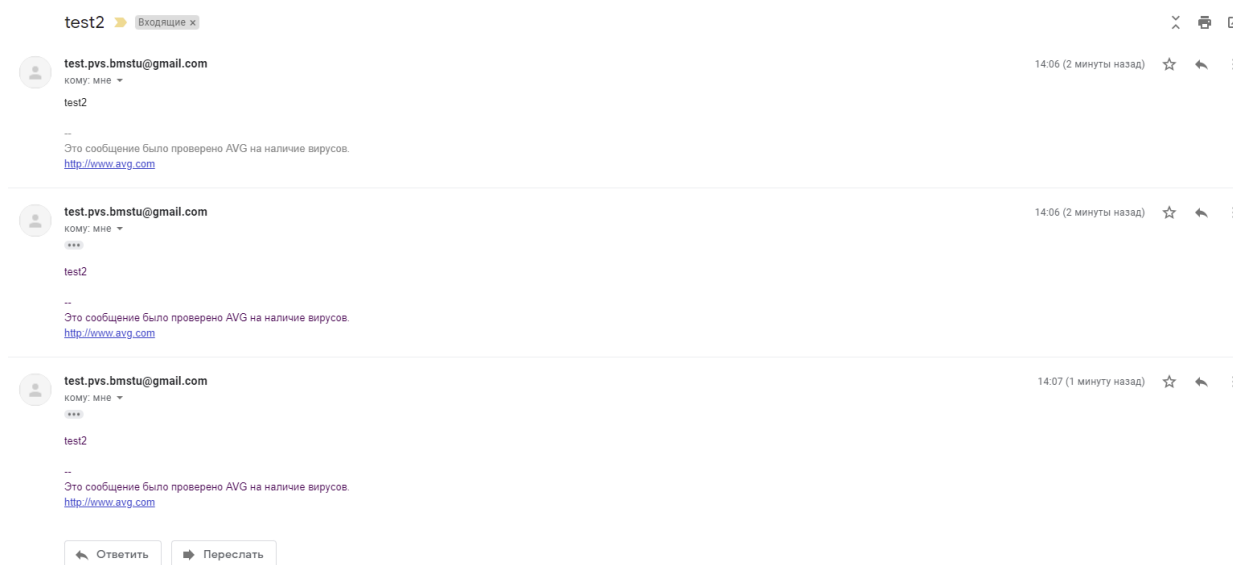 test2 Входящие ×
test.pvs.bmstu@gmail.com 14:06 (2 минуты назад)
кому: мне
test2
--
Это сообщение было проверено AVG на наличие вирусов.
http://www.avg.com
test.pvs.bmstu@gmail.com 14:06 (2 минуты назад)
кому: мне
test2
--
Это сообщение было проверено AVG на наличие вирусов.
http://www.avg.com
test.pvs.bmstu@gmail.com 14:07 (1 минуту назад)
кому: мне
test2
--
Это сообщение было проверено AVG на наличие вирусов.
http://www.avg.com
Ответить Переслать